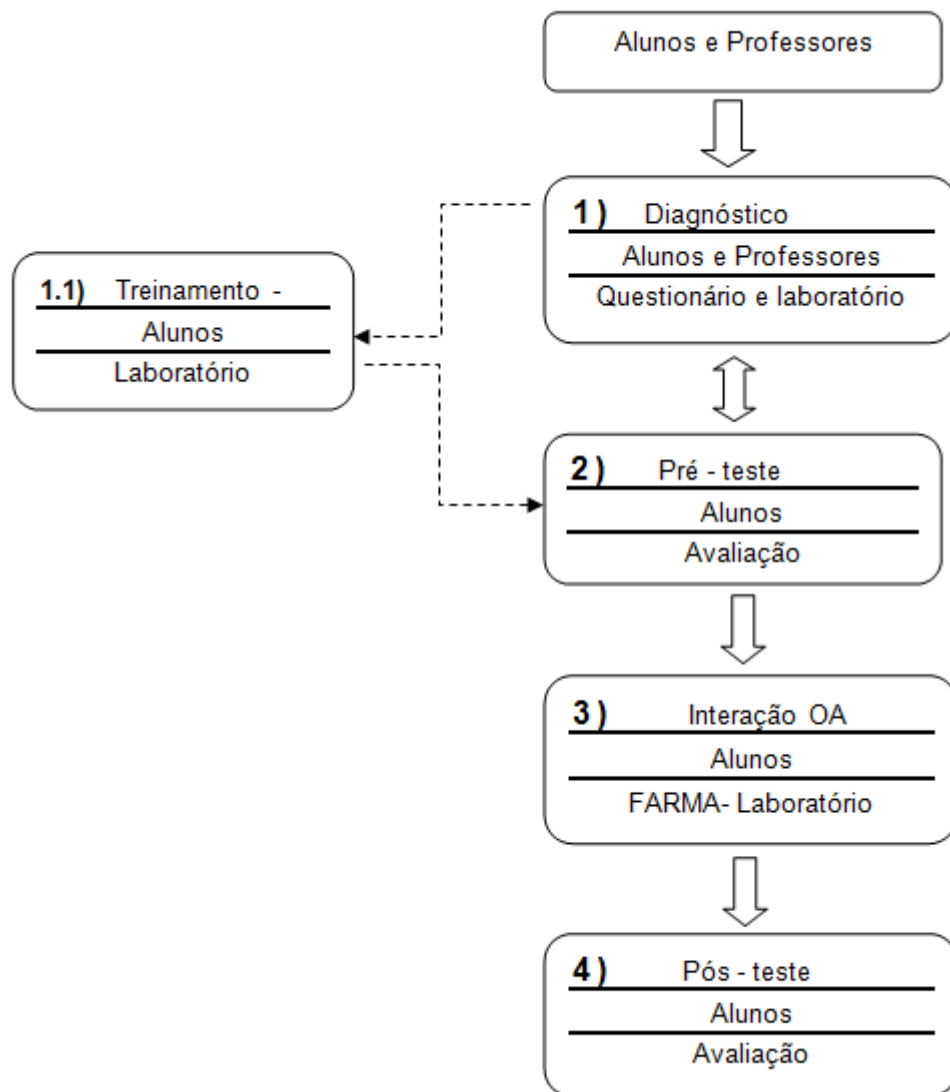 Alunos e Professores
1) Diagnóstico
Alunos e Professores
Questionário e laboratório
1.1) Treinamento -
Alunos
Laboratório
2) Pré - teste
Alunos
Avaliação
3) Interação OA
Alunos
FARMA- Laboratório
4) Pós - teste
Alunos
Avaliação